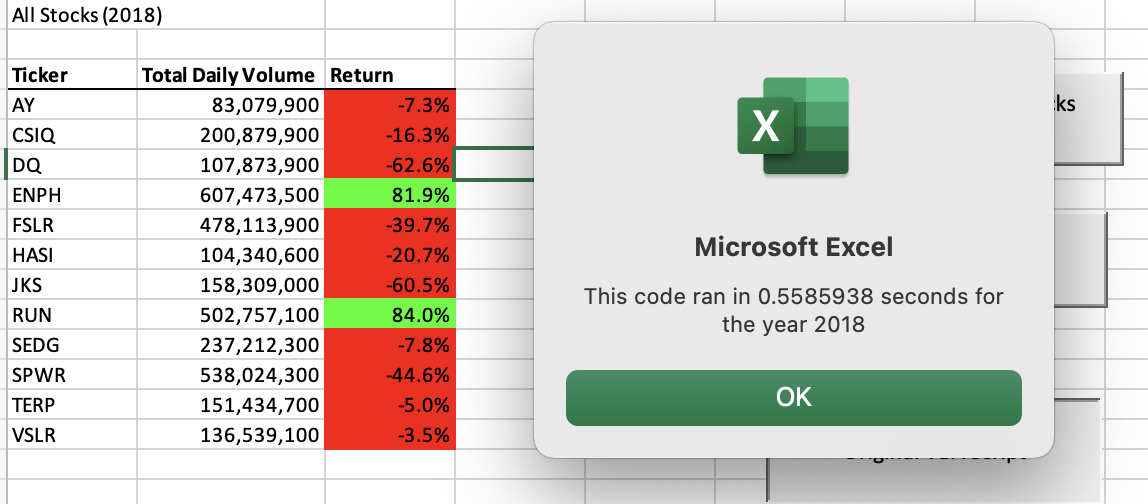 All Stocks (2018)
Ticker Total Daily Volume Return
AY 83,079,900 -7.3%
CSIQ 200,879,900 -16.3%
DQ 107,873,900 -62.6%
ENPH 607,473,500 81.9%
FSLR 478,113,900 -39.7%
HASI 104,340,600 -20.7%
JKS 158,309,000 -60.5%
RUN 502,757,100 84.0%
SEDG 237,212,300 -7.8%
SPWR 538,024,300 -44.6%
TERP 151,434,700 -5.0%
VSLR 136,539,100 -3.5%
X
Microsoft Excel
This code ran in 0.5585938 seconds for
the year 2018
OK